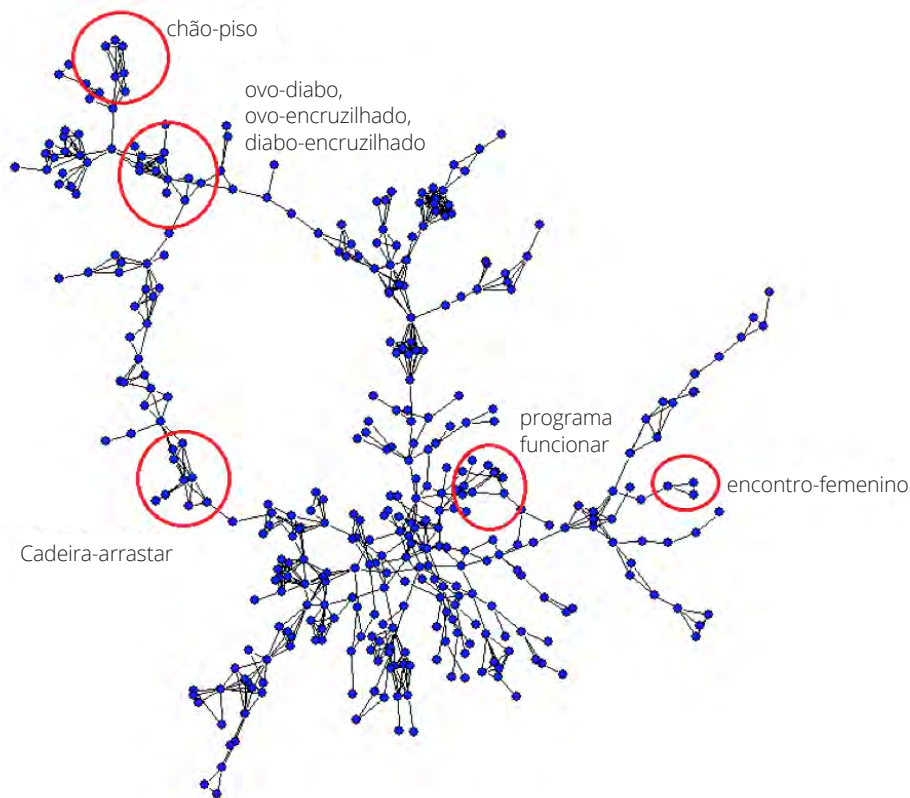 chão-piso
ovo-diabo,
ovo-encruzilhado,
diabo-encruzilhado
programa
funcionar
encontro-femenino
Cadeira-arrastar